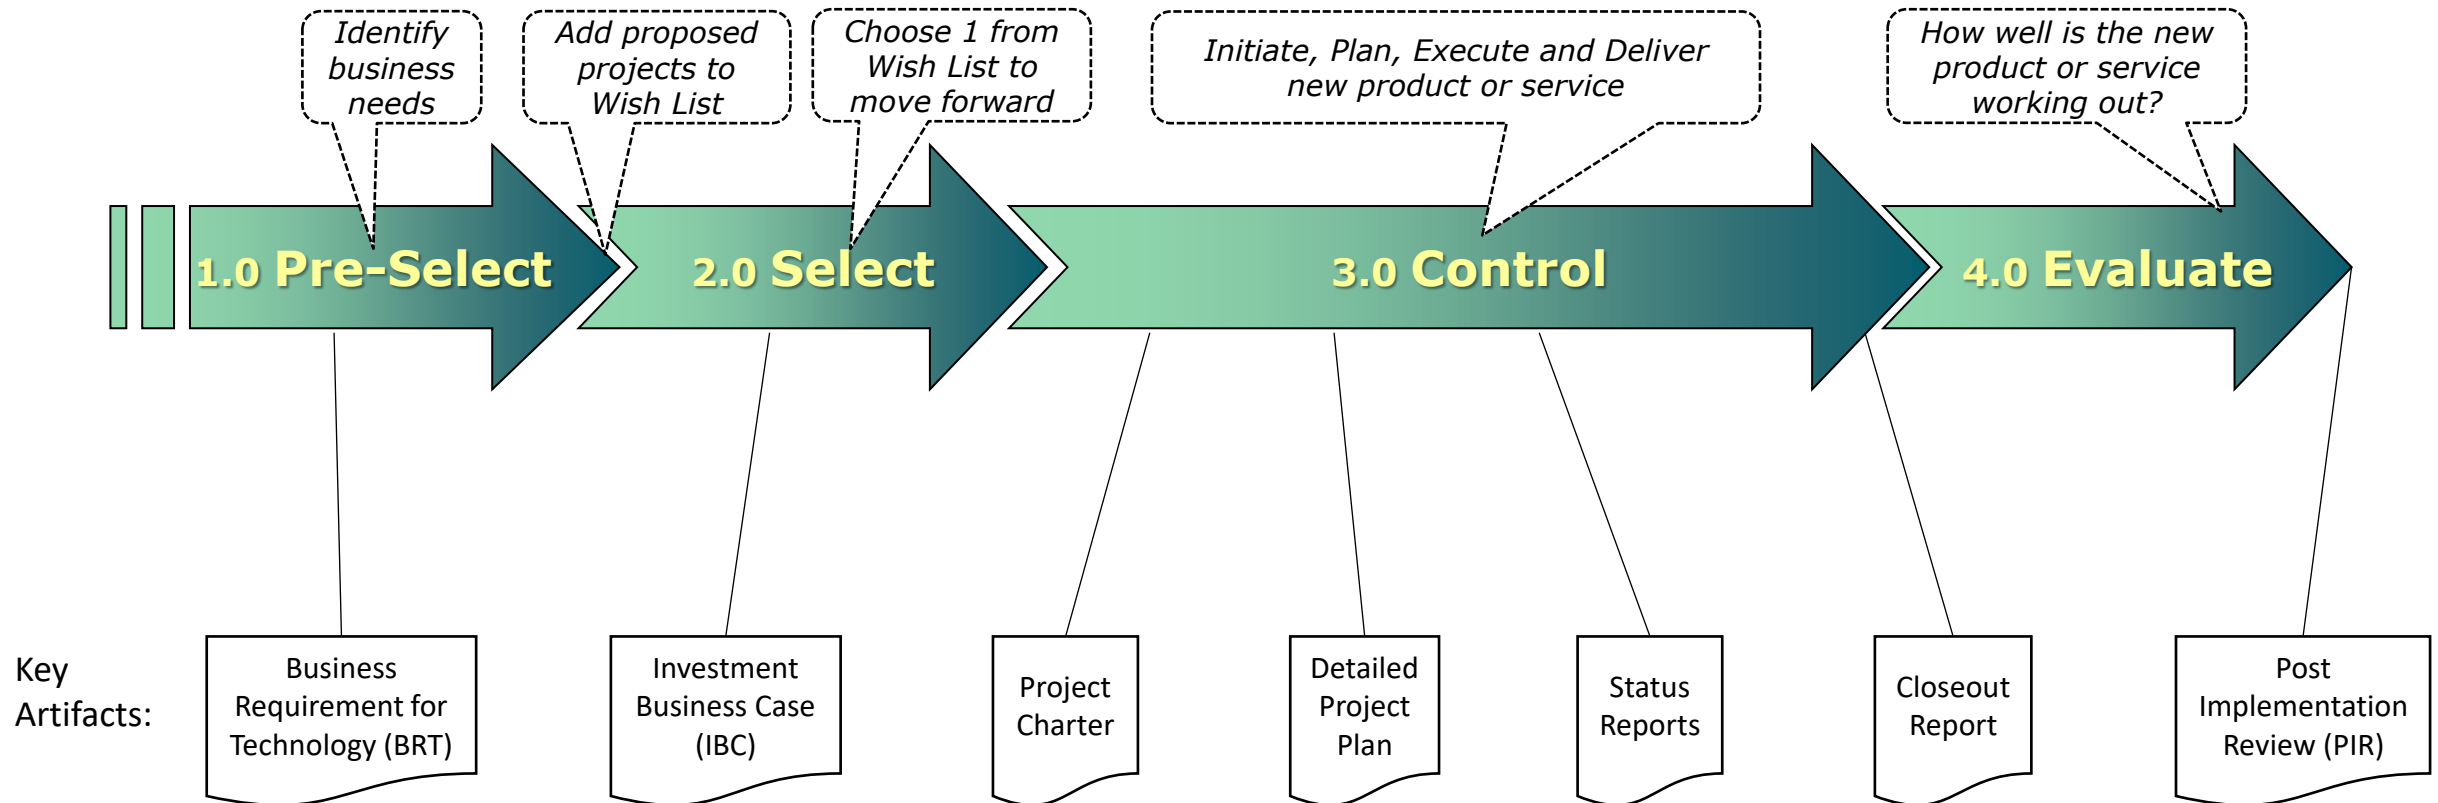 Identify
business
needs
Add proposed
projects to
Wish List
Choose 1 from
Wish List to
move forward
Initiate, Plan, Execute and Deliver
new product or service
How well is the new
product or service
working out?
1.0 Pre-Select
2.0 Select
3.0 Control
4.0 Evaluate
Key
Artifacts:
Business
Requirement for
Technology (BRT)
Investment
Business Case
(IBC)
Project
Charter
Detailed
Project
Plan
Status
Reports
Closeout
Report
Post
Implementation
Review (PIR)